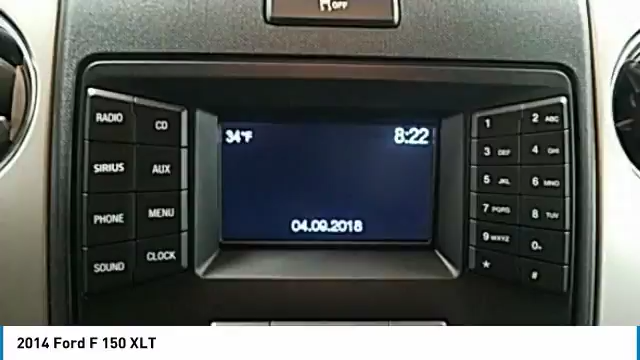 OFF
RADIO
CD
SIRIUS
AUX
PHONE
MENU
SOUND
CLOCK
34°F
8:22
04.09.2018
1
2 ABC
3 DEF
4 GHI
5 JKL
6 MNO
7 PQRS
8 TUV
9 WXYZ
0
*
#
2014 Ford F 150 XLT